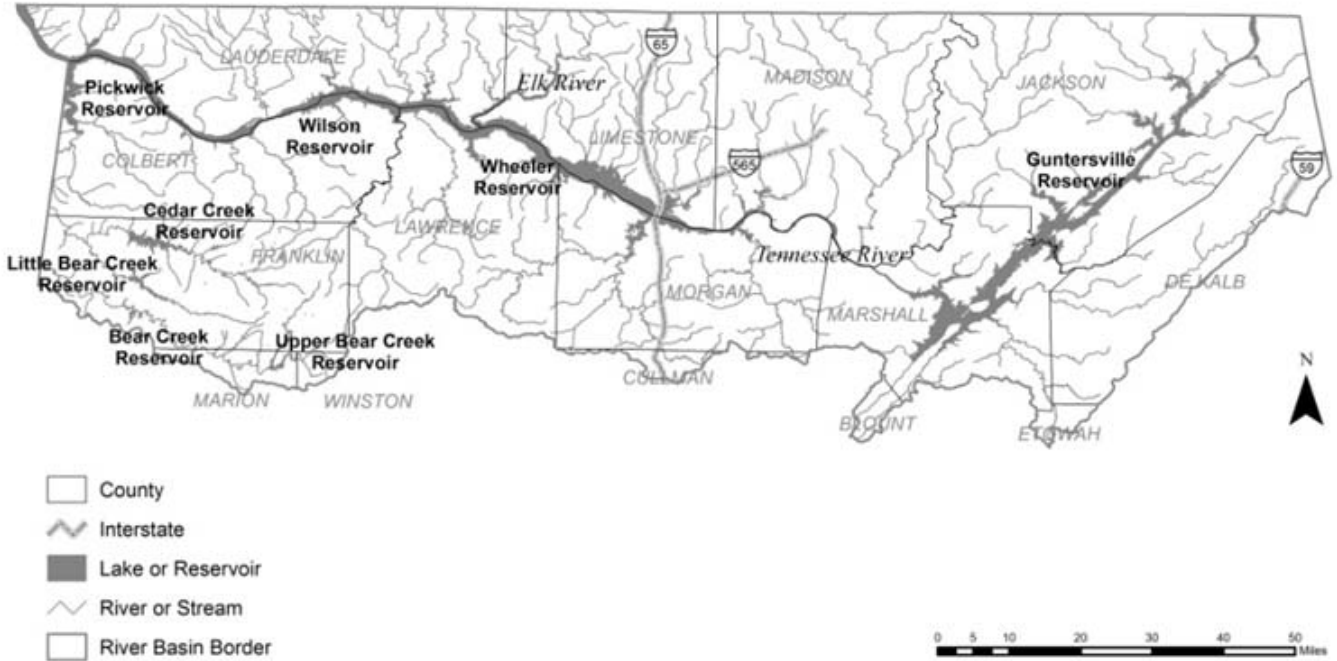 65
LAUDERDALE
Elk River
MADISON
JACKSON
Pickwick
Reservoir
Wilson
Reservoir
LIMESTONE
565
Guntersville
Reservoir
59
COLBERT
Wheeler
Reservoir
Cedar Creek
Reservoir
LAWRENCE
FRANKLIN
Tennessee River
Little Bear Creek
Reservoir
MORGAN
DE KALB
MARSHALL
Bear Creek
Reservoir
Upper Bear Creek
Reservoir
CULLMAN
MARION
WINSTON
BLOUNT
ETOWAH
N
County
Interstate
Lake or Reservoir
River or Stream
River Basin Border
0 5 10 20 30 40 50
Miles